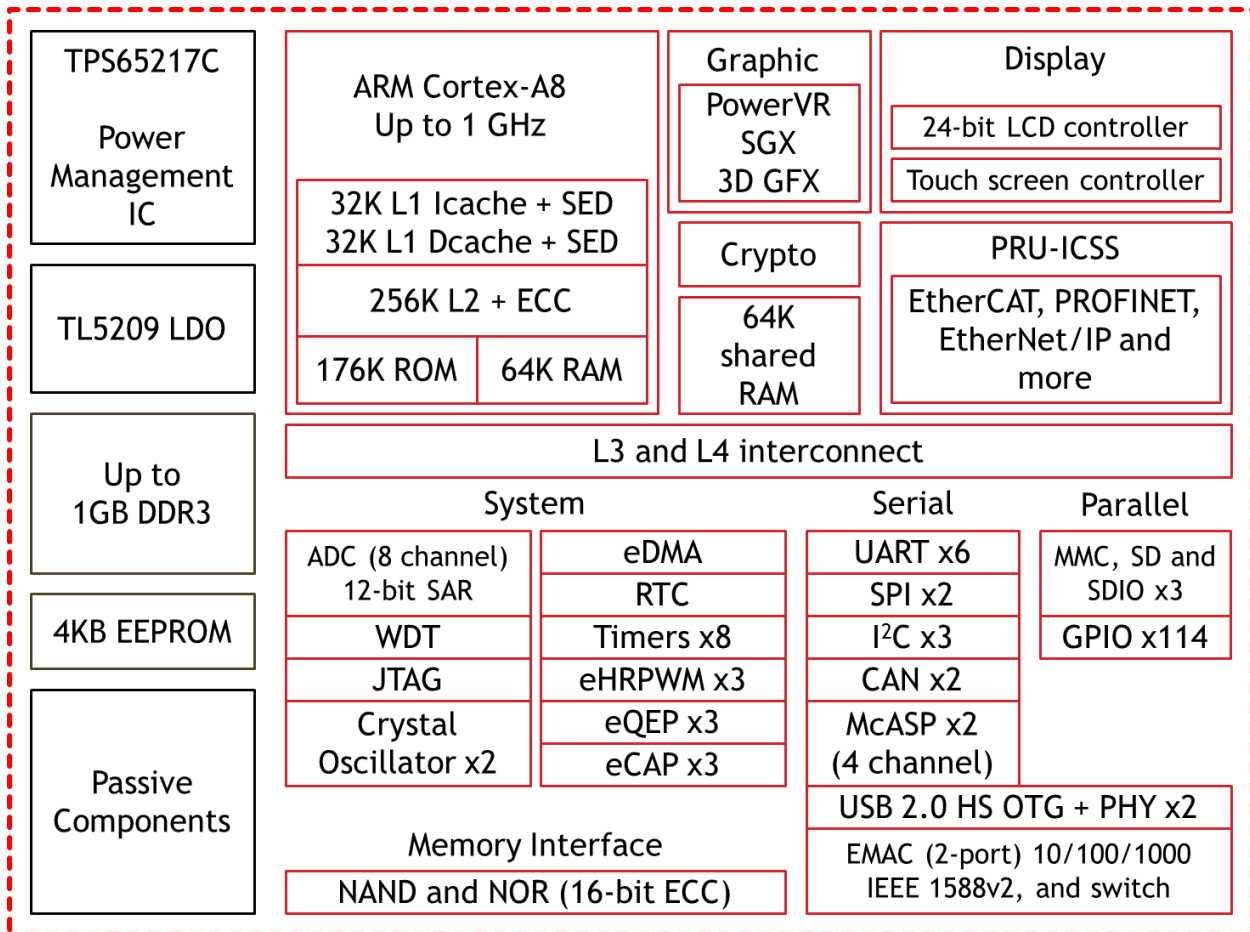 TPS65217C
Power
Management
IC
TL5209 LDO
Up to
1GB DDR3
4KB EEPROM
Passive
Components
ARM Cortex-A8
Up to 1 GHz
32K L1 Icache + SED
32K L1 Dcache + SED
256K L2 + ECC
176K ROM
64K RAM
Graphic
PowerVR
SGX
3D GFX
Crypto
64K
shared
RAM
Display
24-bit LCD controller
Touch screen controller
PRU-ICSS
EtherCAT, PROFINET,
EtherNet/IP and
more
L3 and L4 interconnect
System
ADC (8 channel)
12-bit SAR
WDT
JTAG
Crystal
Oscillator x2
eDMA
RTC
Timers x8
eHRPWM x3
eQEP x3
eCAP x3
Serial
UART x6
SPI x2
I²C x3
CAN x2
McASP x2
(4 channel)
USB 2.0 HS OTG + PHY x2
EMAC (2-port) 10/100/1000
IEEE 1588v2, and switch
Parallel
MMC, SD and
SDIO x3
GPIO x114
Memory Interface
NAND and NOR (16-bit ECC)